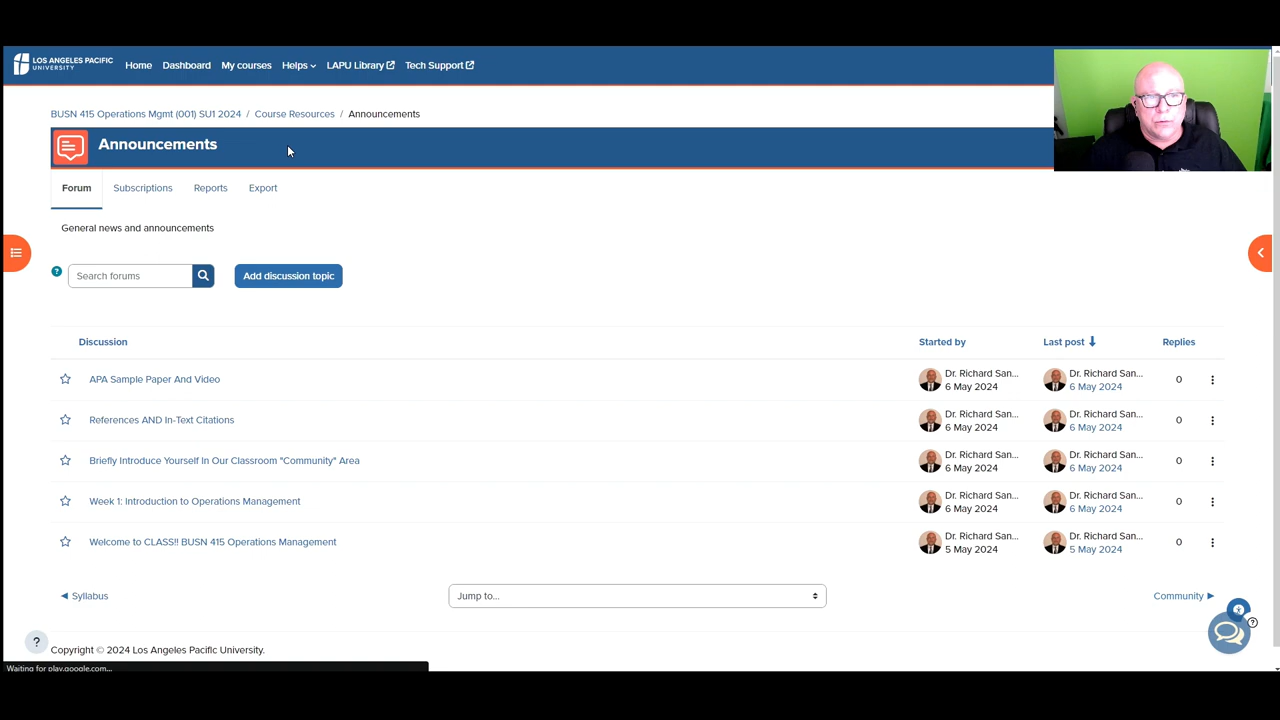 LOS ANGELES PACIFIC
UNIVERSITY
Home Dashboard My courses Helps LAPU Library Tech Support
BUSN 415 Operations Mgmt (001) SU1 2024 / Course Resources / Announcements
Announcements
Forum Subscriptions Reports Export
General news and announcements
? Search forums Add discussion topic
Discussion Started by Last post Replies
APA Sample Paper And Video Dr. Richard San... 6 May 2024 Dr. Richard San... 6 May 2024 0
References AND In-Text Citations Dr. Richard San... 6 May 2024 Dr. Richard San... 6 May 2024 0
Briefly Introduce Yourself In Our Classroom "Community" Area Dr. Richard San... 6 May 2024 Dr. Richard San... 6 May 2024 0
Week 1: Introduction to Operations Management Dr. Richard San... 6 May 2024 Dr. Richard San... 6 May 2024 0
Welcome to CLASS!! BUSN 415 Operations Management Dr. Richard San... 5 May 2024 Dr. Richard San... 5 May 2024 0
◄ Syllabus Jump to... Community ►
?
?
Copyright © 2024 Los Angeles Pacific University.
Waiting for play.google.com...